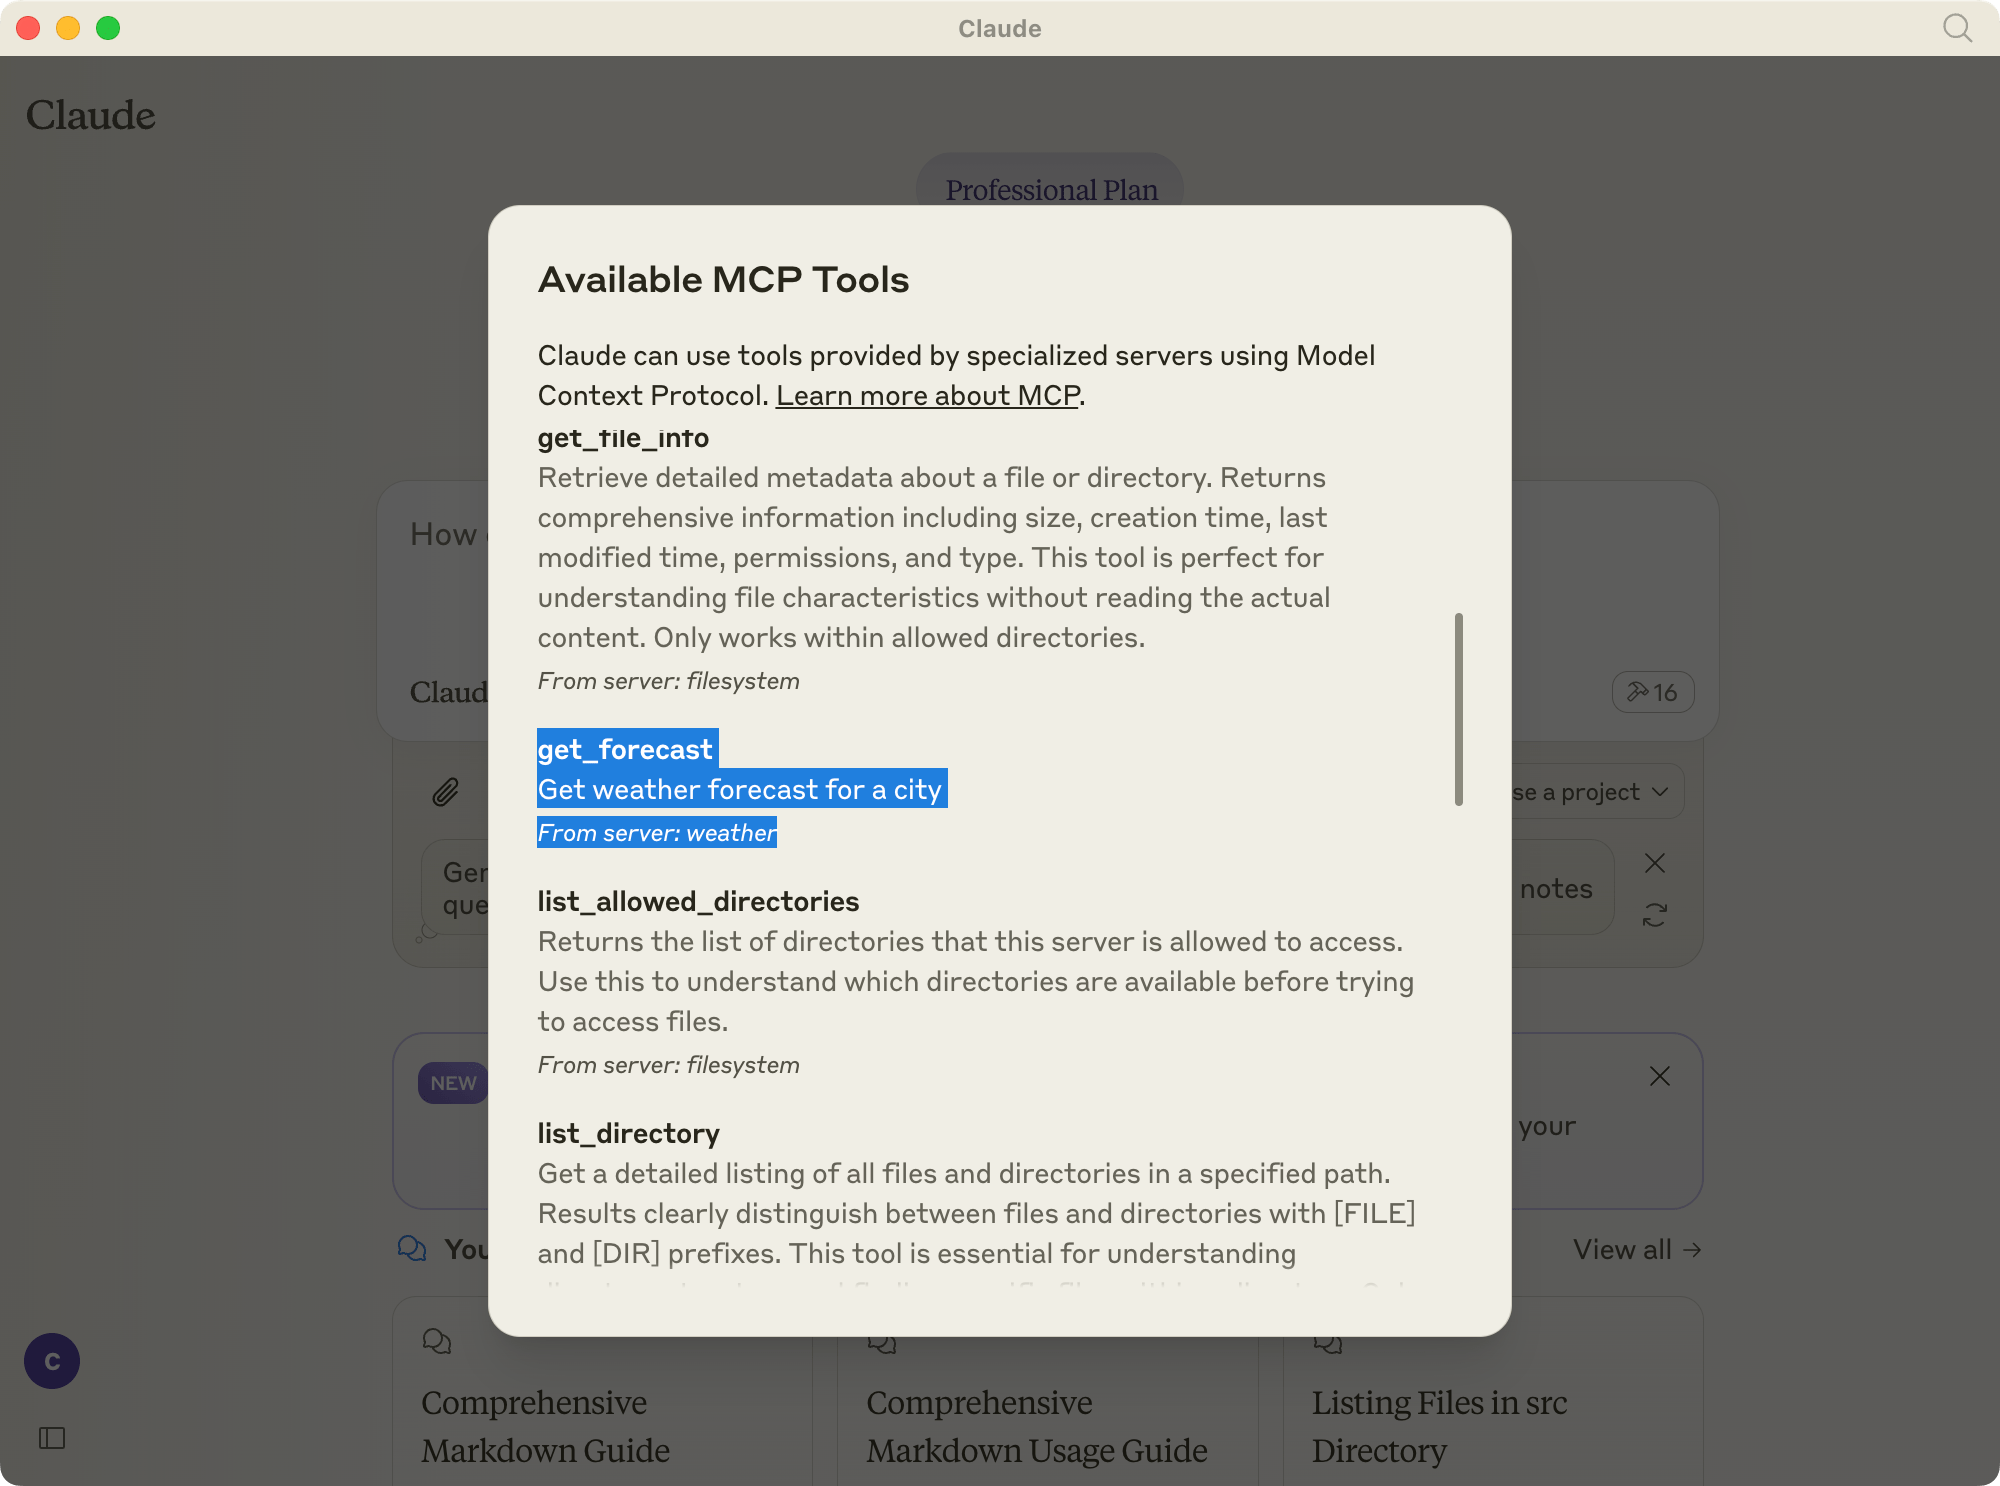 Claude
Claude
Professional Plan
Available MCP Tools
Claude can use tools provided by specialized servers using Model
Context Protocol. Learn more about MCP.
get_file_info
Retrieve detailed metadata about a file or directory. Returns
comprehensive information including size, creation time, last
modified time, permissions, and type. This tool is perfect for
understanding file characteristics without reading the actual
content. Only works within allowed directories.
From server: filesystem
get_forecast
Get weather forecast for a city
From server: weather
list_allowed_directories
Returns the list of directories that this server is allowed to access.
Use this to understand which directories are available before trying
to access files.
From server: filesystem
list_directory
Get a detailed listing of all files and directories in a specified path.
Results clearly distinguish between files and directories with [FILE]
and [DIR] prefixes. This tool is essential for understanding
How
Claud
16
se a project
Ger
que
notes
NEW
your
You
View all →
C
Comprehensive
Markdown Guide
Comprehensive
Markdown Usage Guide
Listing Files in src
Directory